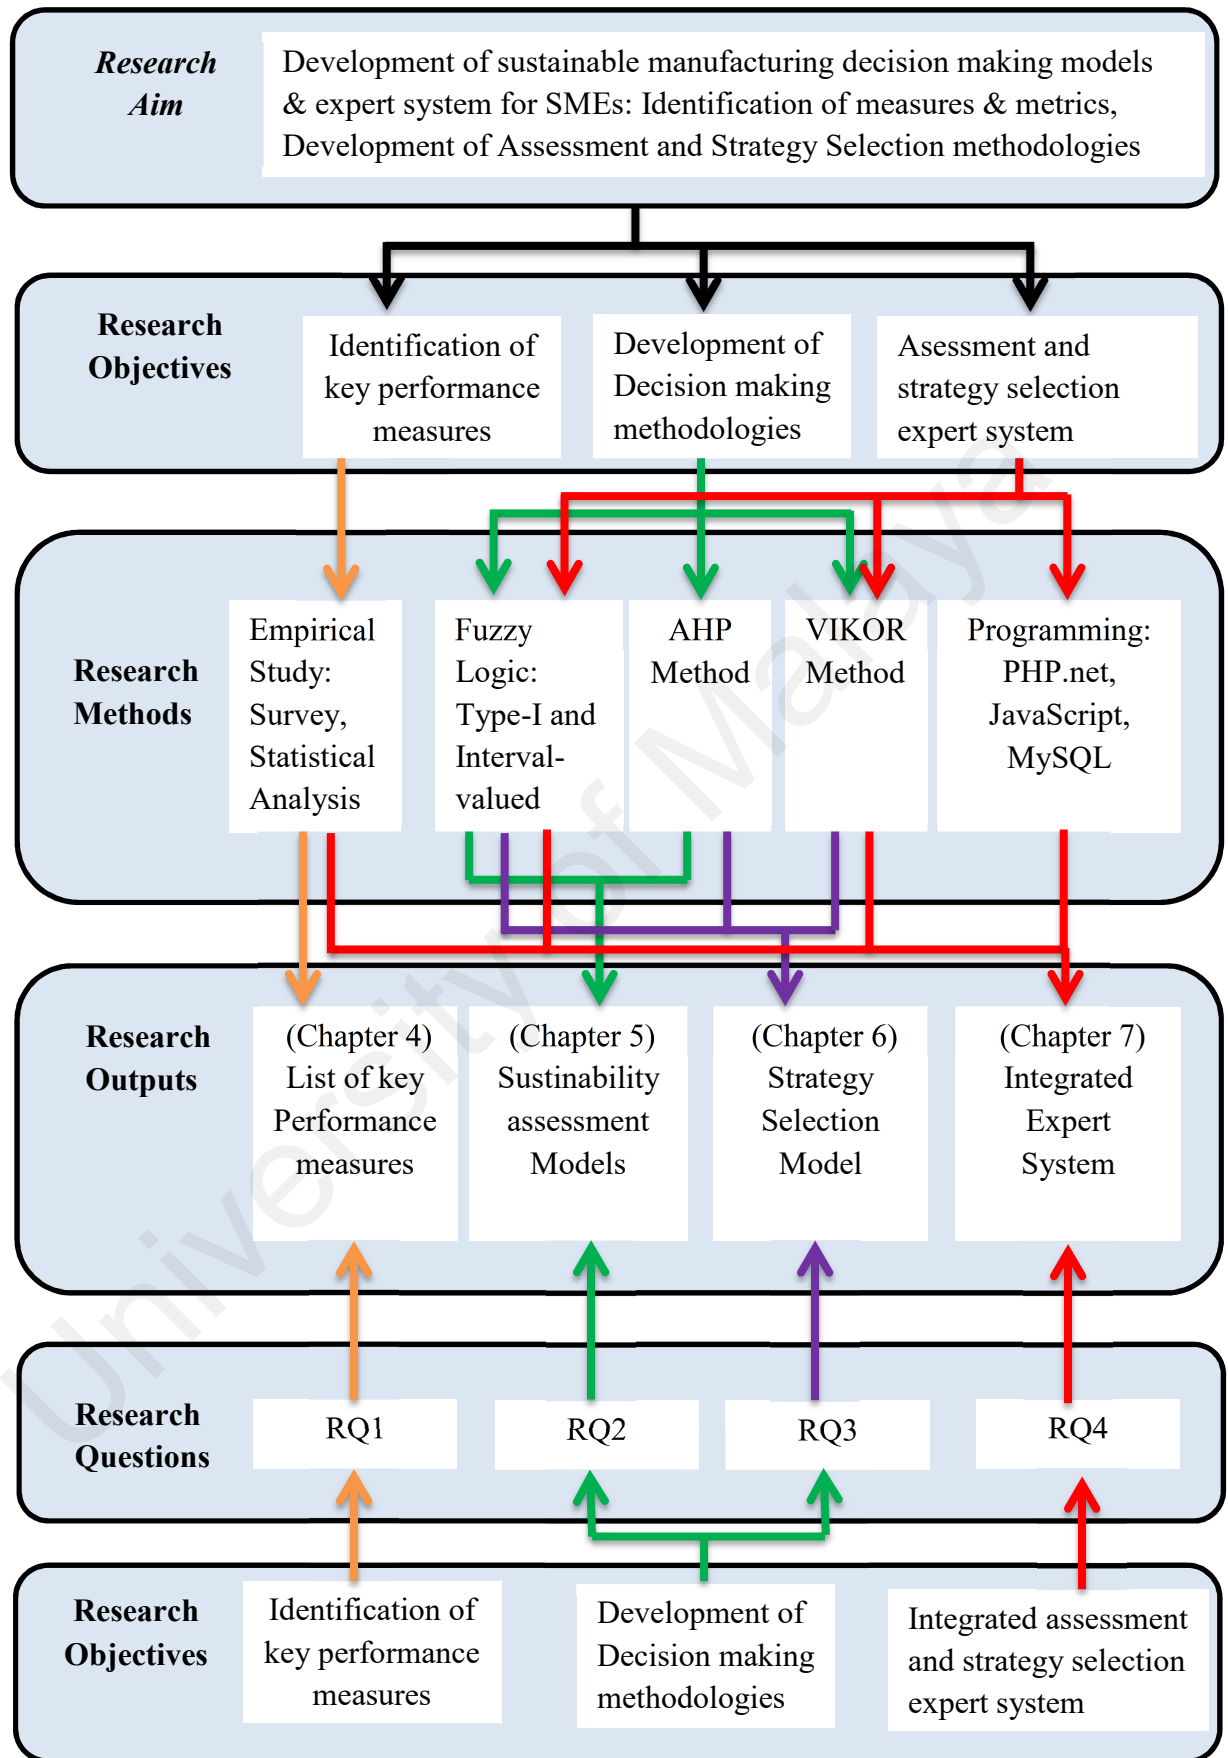 Research
Aim
Development of sustainable manufacturing decision making models
& expert system for SMEs: Identification of measures & metrics,
Development of Assessment and Strategy Selection methodologies
Research
Objectives
Identification of
key performance
measures
Development of
Decision making
methodologies
Asessment and
strategy selection
expert system
Research
Methods
Empirical
Study:
Survey,
Statistical
Analysis
Fuzzy
Logic:
Type-I and
Interval-
valued
AHP
Method
VIKOR
Method
Programming:
PHP.net,
JavaScript,
MySQL
Research
Outputs
(Chapter 4)
List of key
Performance
measures
(Chapter 5)
Sustinability
assessment
Models
(Chapter 6)
Strategy
Selection
Model
(Chapter 7)
Integrated
Expert
System
Research
Questions
RQ1
RQ2
RQ3
RQ4
Research
Objectives
Identification of
key performance
measures
Development of
Decision making
methodologies
Integrated assessment
and strategy selection
expert system
University of Malaya